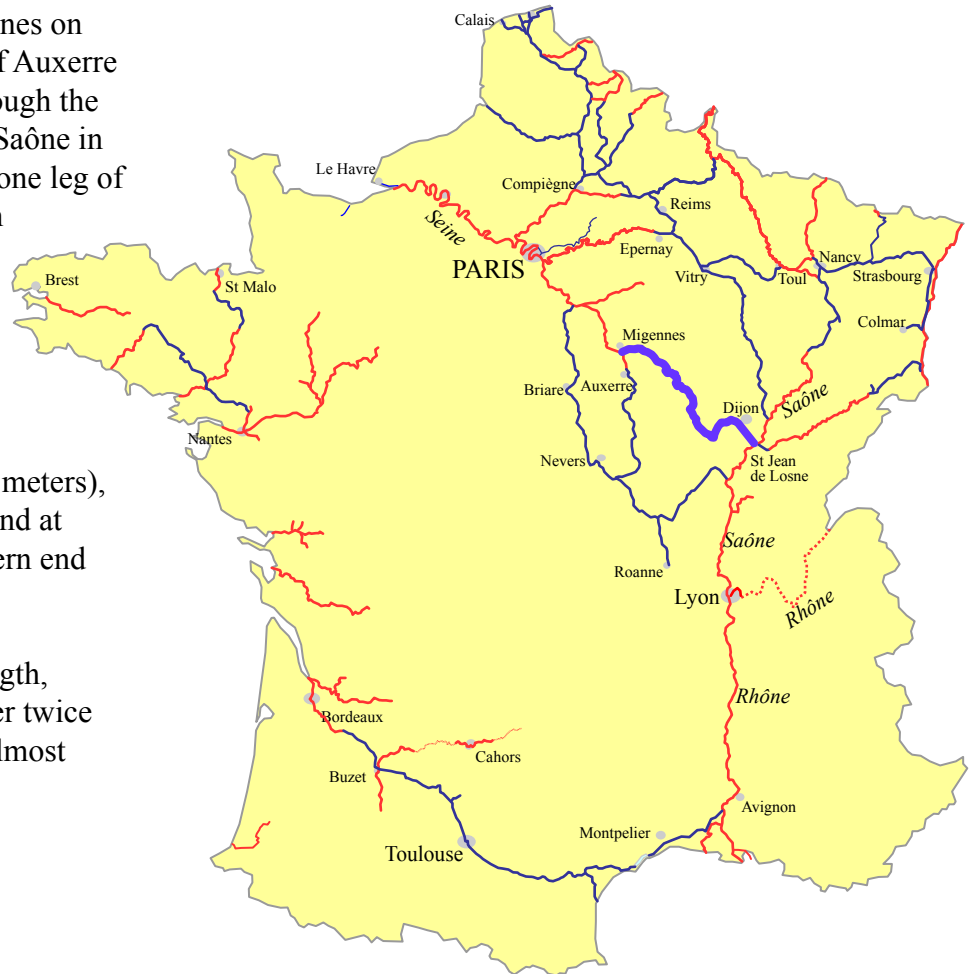 nes on
f Auxerre
ough the
Saône in
one leg of
n
meters),
nd at
ern end
gth,
er twice
lmost
Calais
Le Havre
Compiègne
Seine
Reims
Epernay
PARIS
Vitry
Toul
Nancy
Strasbourg
Brest
St Malo
Colmar
Migennes
Briare
Auxerre
Dijon
Saône
Nantes
Nevers
St Jean
de Losne
Saône
Roanne
Lyon
Rhône
Rhône
Bordeaux
Buzet
Cahors
Avignon
Montpelier
Toulouse